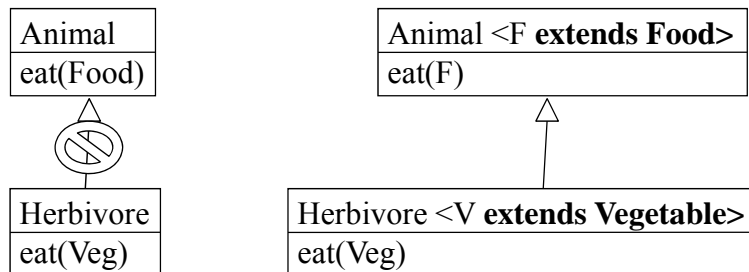 Animal
eat(Food)
Herbivore
eat(Veg)
Animal <F extends Food>
eat(F)
Herbivore <V extends Vegetable>
eat(Veg)